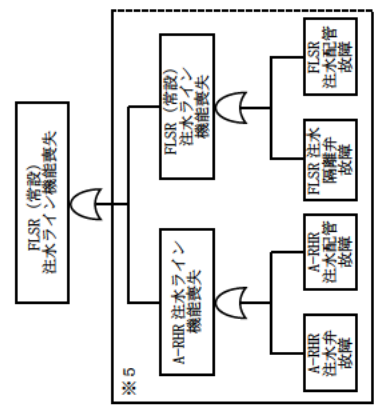 FLSR（常設）
注水ライン機能喪失
※５
A-RHR 注水ライン
機能喪失
FLSR（常設）
注水ライン
機能喪失
A-RHR
注水弁
故障
A-RHR
注水配管
故障
FLSR 注水
隔離弁
故障
FLSR
注水配管
故障